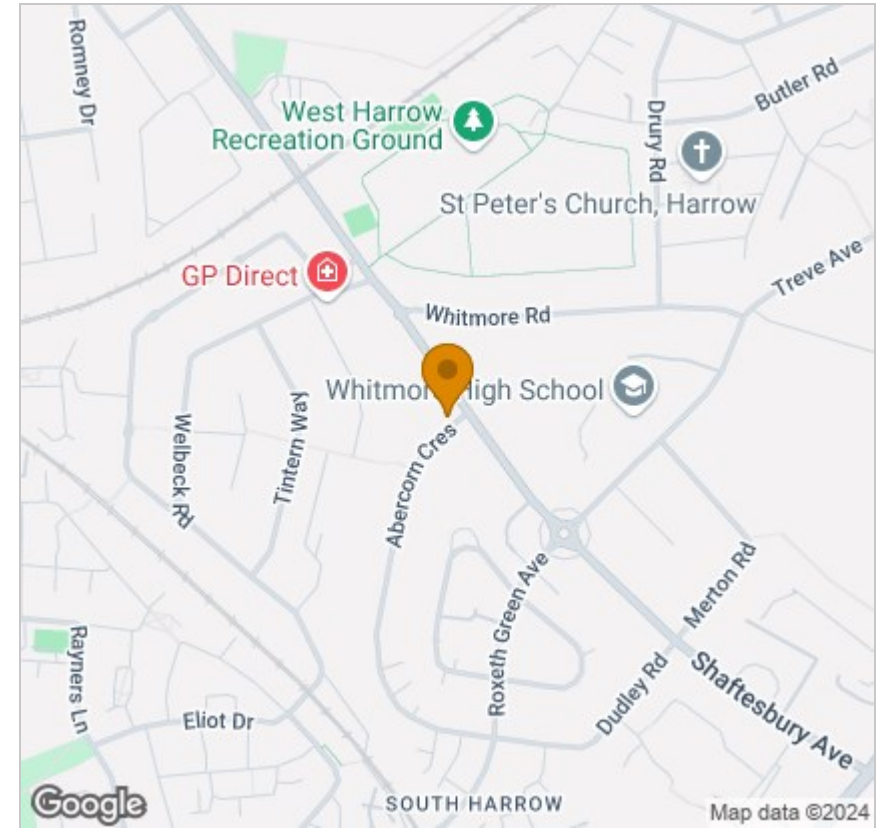 Romney Dr
West Harrow
Recreation Ground
Drury Rd
Butler Rd
St Peter's Church, Harrow
Treve Ave
GP Direct
Whitmore Rd
Whitmore High School
Welbeck Rd
Tintern Way
Abercorn Cres
Roxeth Green Ave
Merton Rd
Dudley Rd
Shaftesbury Ave
Rayners Ln
Eliot Dr
SOUTH HARROW
Google
Map data ©2024